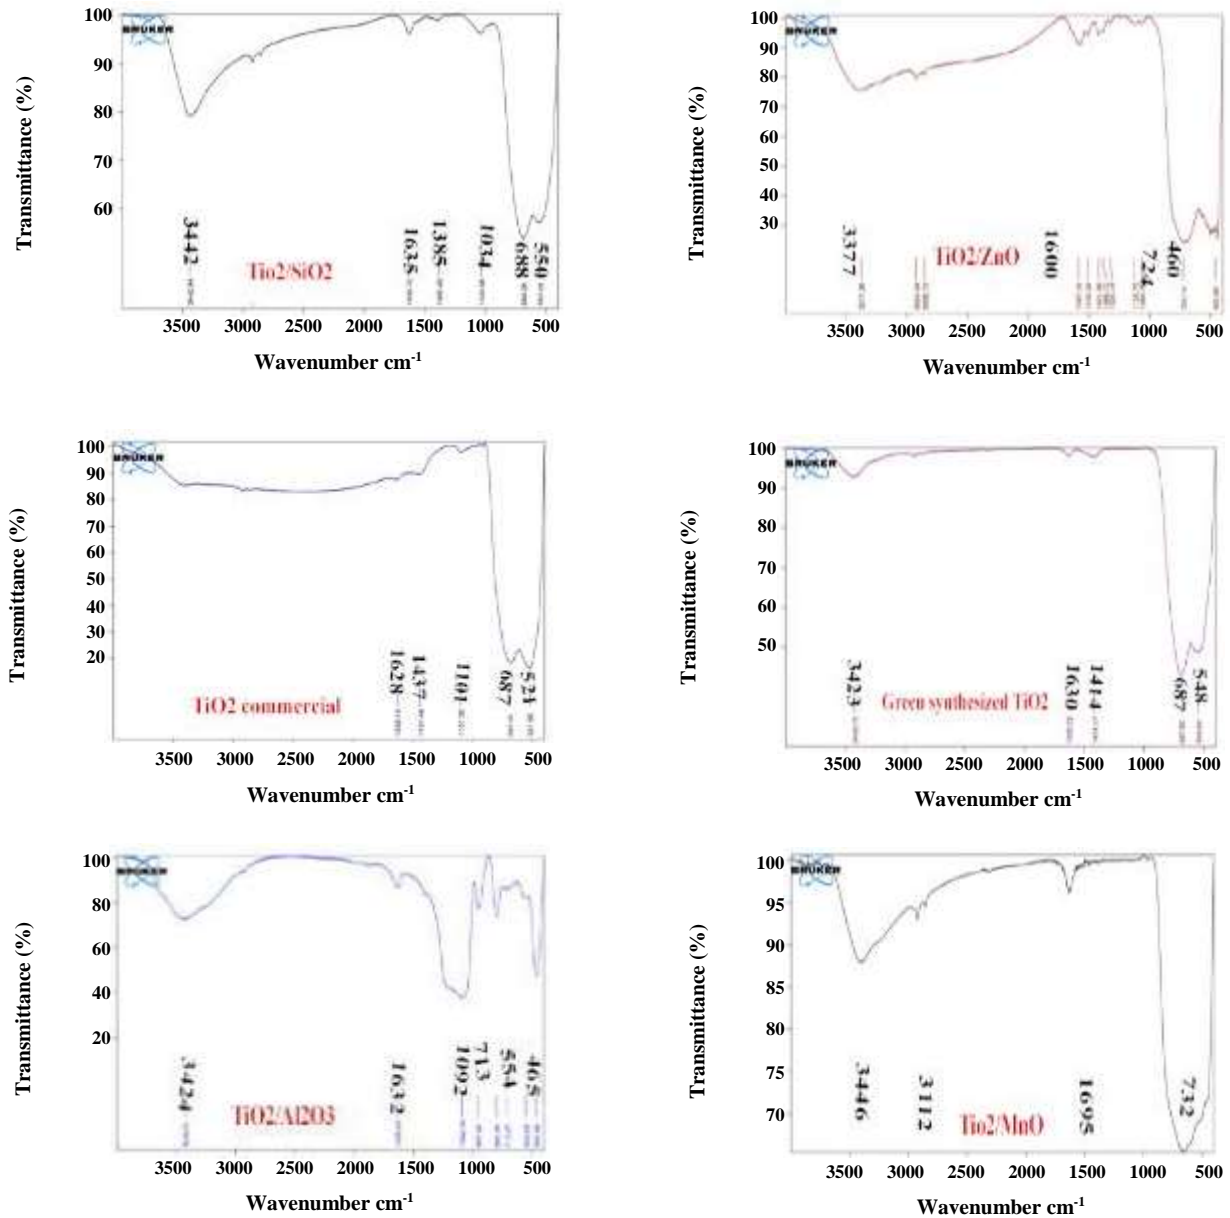 100
90
80
70
60
Transmittance (%)
BRUKER
3442
1635
1385
1034
688
550
Tio2/SiO2
3500 3000 2500 2000 1500 1000 500
Wavenumber cm-1
100
90
80
70
60
50
40
30
Transmittance (%)
BRUKER
3377
1600
724
460
TiO2/ZnO
3500 3000 2500 2000 1500 1000 500
Wavenumber cm-1
100
90
80
70
60
50
40
30
20
Transmittance (%)
BRUKER
1628
1437
1101
687
521
TiO2 commercial
3500 3000 2500 2000 1500 1000 500
Wavenumber cm-1
100
90
80
70
60
50
Transmittance (%)
BRUKER
3423
1630
1414
687
548
Green synthesized TiO2
3500 3000 2500 2000 1500 1000 500
Wavenumber cm-1
100
80
60
40
20
Transmittance (%)
BRUKER
3424
1632
1092
713
554
465
TiO2/Al2O3
3500 3000 2500 2000 1500 1000 500
Wavenumber cm-1
100
95
90
85
80
75
70
Transmittance (%)
BRUKER
3446
3112
1695
732
Tio2/MnO
3500 3000 2500 2000 1500 1000 500
Wavenumber cm-1